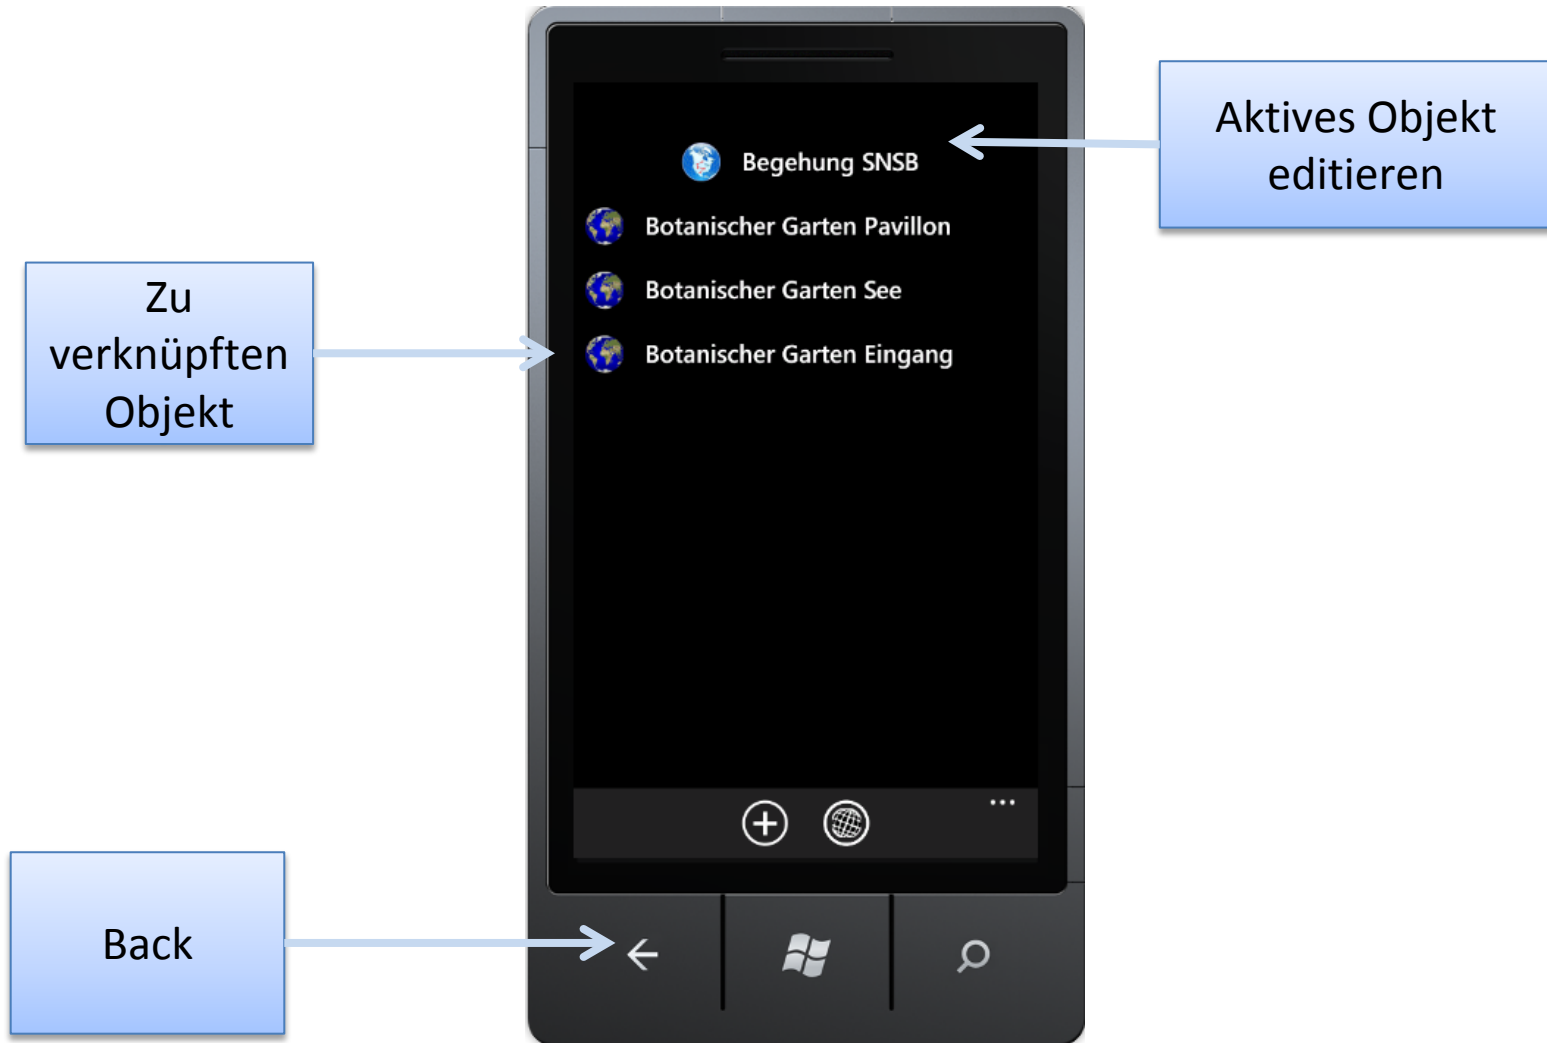 Aktives Objekt
editieren
Begehung SNSB
Botanischer Garten Pavillon
Botanischer Garten See
Botanischer Garten Eingang
Zu
verknüpften
Objekt
Back